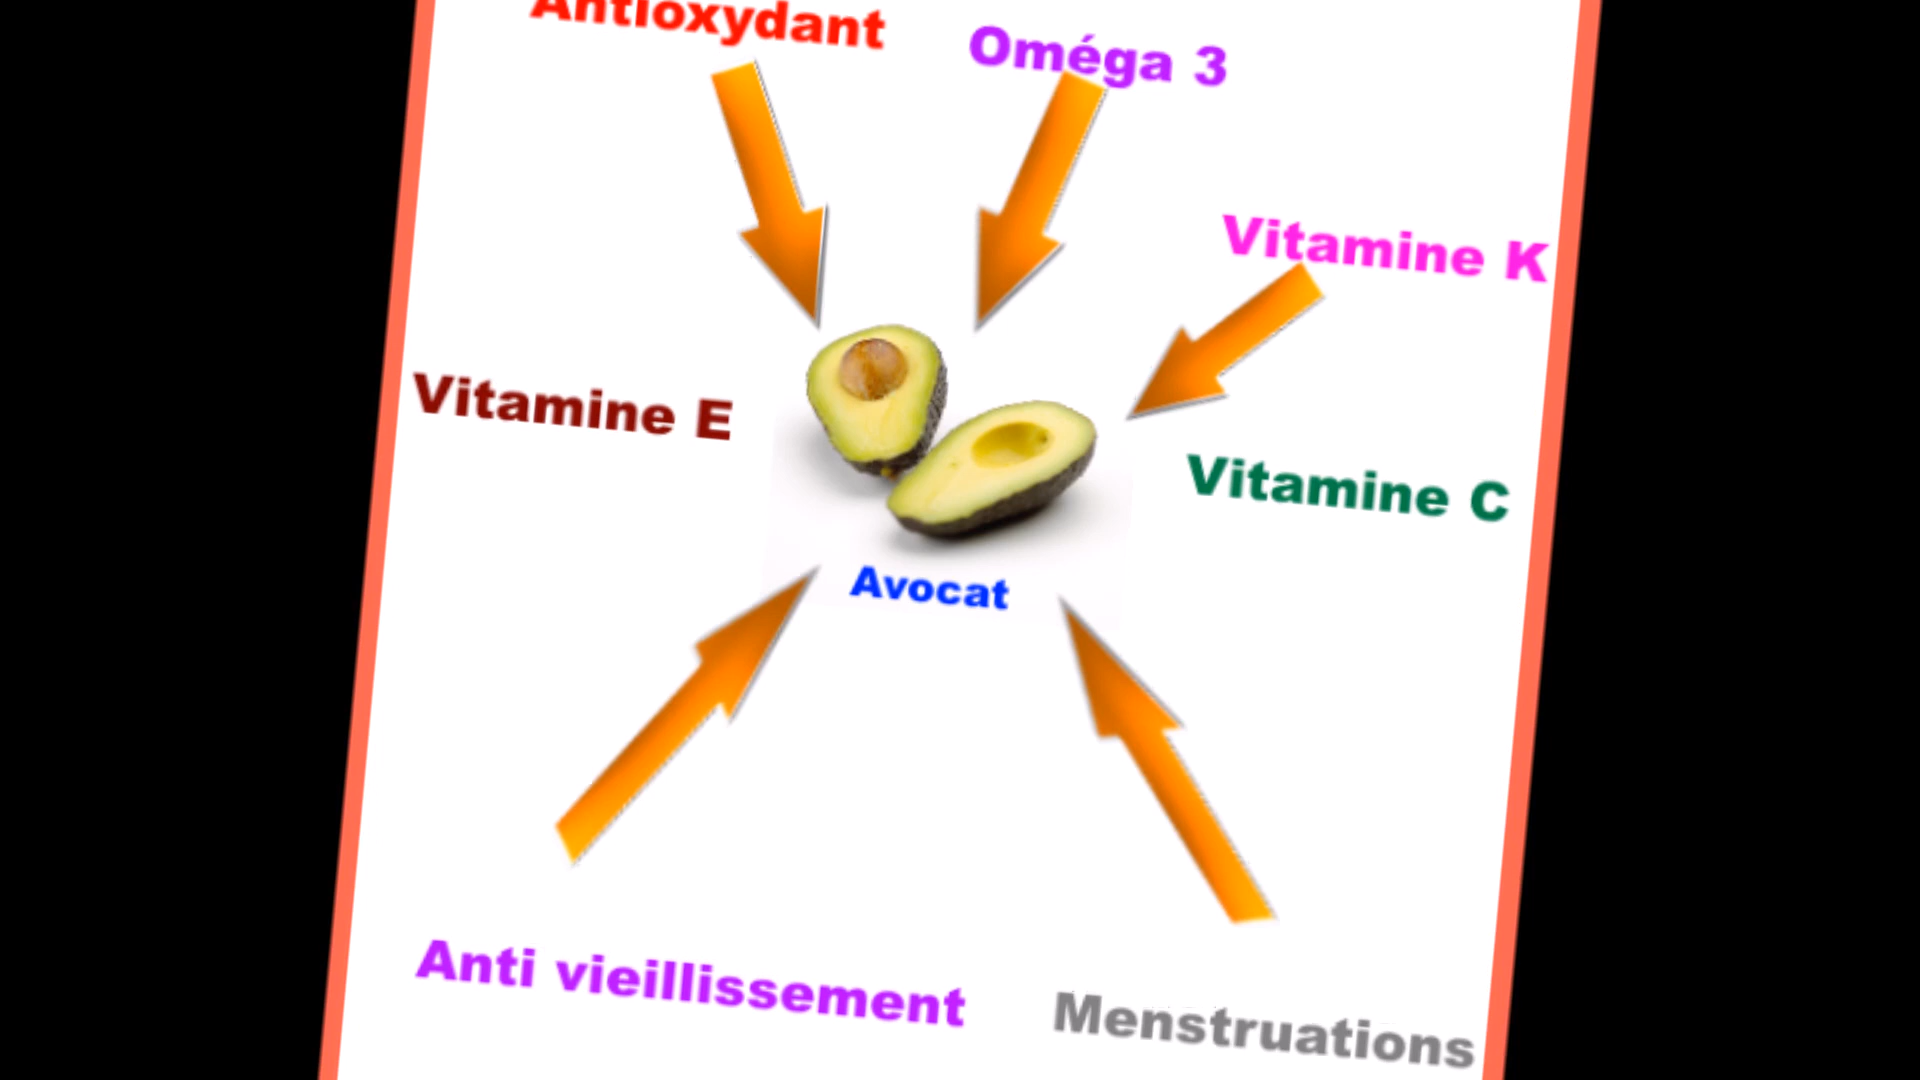 Antioxydant
Oméga 3
Vitamine K
Vitamine E
Vitamine C
Avocat
Anti vieillissement
Menstruations